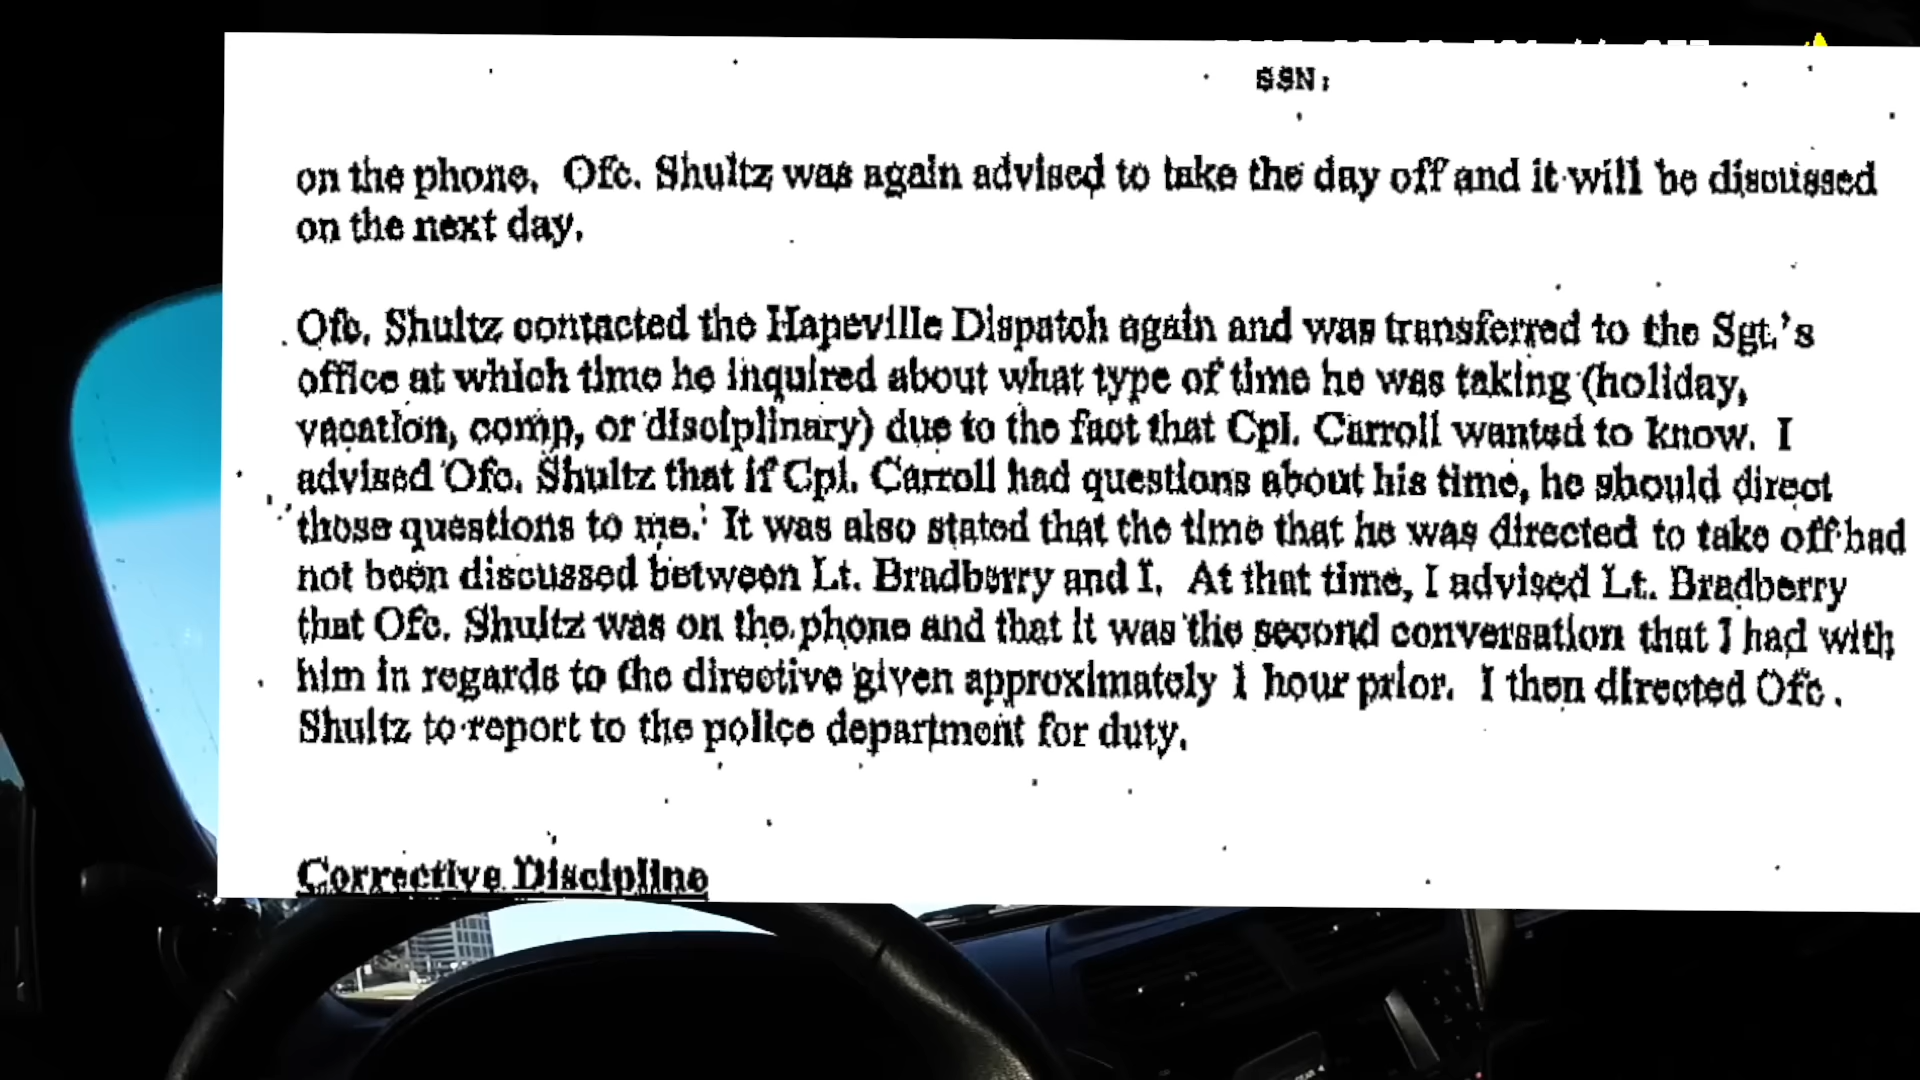 SSN:
on the phone. Ofc. Shultz was again advised to take the day off and it will be discussed
on the next day.
Ofc. Shultz contacted the Hapeville Dispatch again and was transferred to the Sgt.'s
office at which time he inquired about what type of time he was taking (holiday,
vacation, comp, or disciplinary) due to the fact that Cpl. Carroll wanted to know. I
advised Ofc. Shultz that if Cpl. Carroll had questions about his time, he should direct
those questions to me. It was also stated that the time that he was directed to take off had
not been discussed between Lt. Bradberry and I. At that time, I advised Lt. Bradberry
that Ofc. Shultz was on the phone and that it was the second conversation that I had with
him in regards to the directive given approximately 1 hour prior. I then directed Ofc.
Shultz to report to the police department for duty.
Corrective Discipline